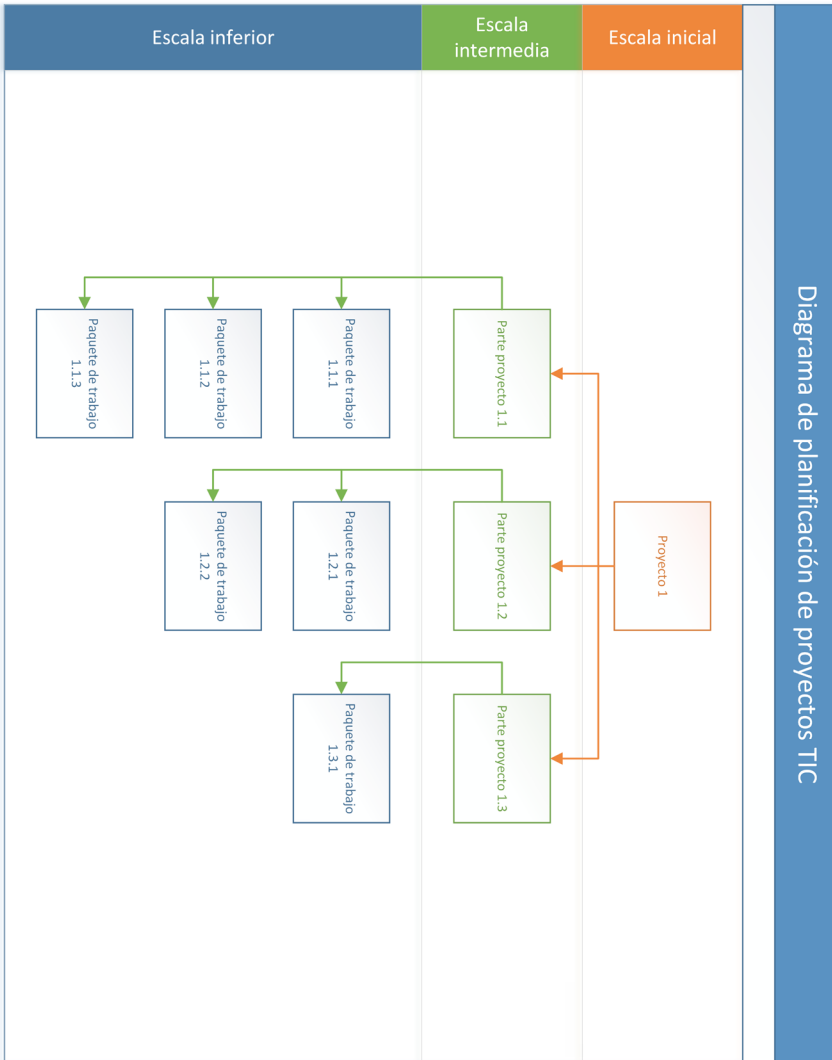 Diagrama de planificación de proyectos TIC
Escala inicial
Proyecto 1
Escala
intermedia
Parte proyecto 1.1
Parte proyecto 1.2
Parte proyecto 1.3
Escala inferior
Paquete de trabajo
1.1.1
Paquete de trabajo
1.2.1
Paquete de trabajo
1.3.1
Paquete de trabajo
1.1.2
Paquete de trabajo
1.2.2
Paquete de trabajo
1.1.3